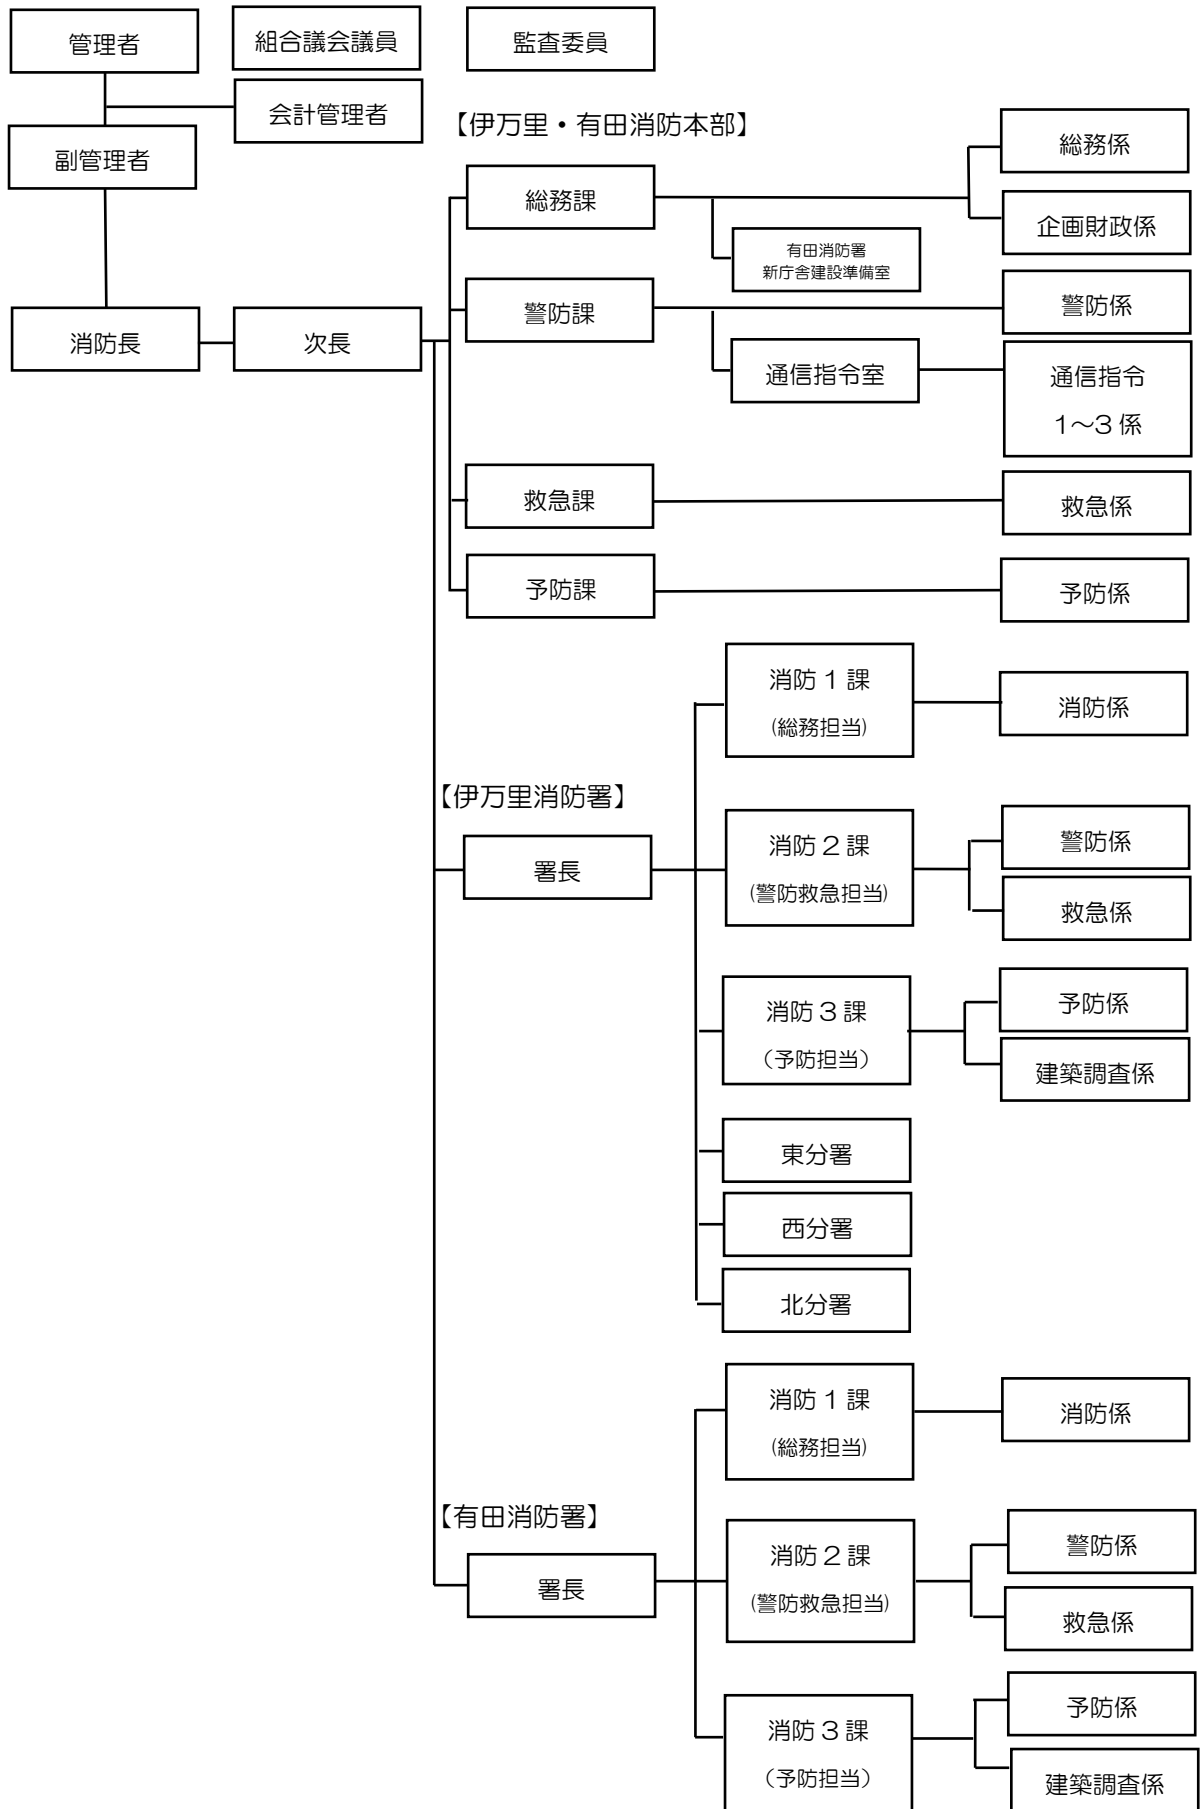 管理者
組合議会議員
監査委員
会計管理者
副管理者
【伊万里・有田消防本部】
総務課
総務係
企画財政係
有田消防署
新庁舎建設準備室
消防長
次長
警防課
警防係
通信指令室
通信指令
1~3 係
救急課
救急係
予防課
予防係
【伊万里消防署】
署長
消防 1 課
(総務担当)
消防係
消防 2 課
(警防救急担当)
警防係
救急係
消防 3 課
(予防担当)
予防係
建築調査係
東分署
西分署
北分署
【有田消防署】
署長
消防 1 課
(総務担当)
消防係
消防 2 課
(警防救急担当)
警防係
救急係
消防 3 課
(予防担当)
予防係
建築調査係